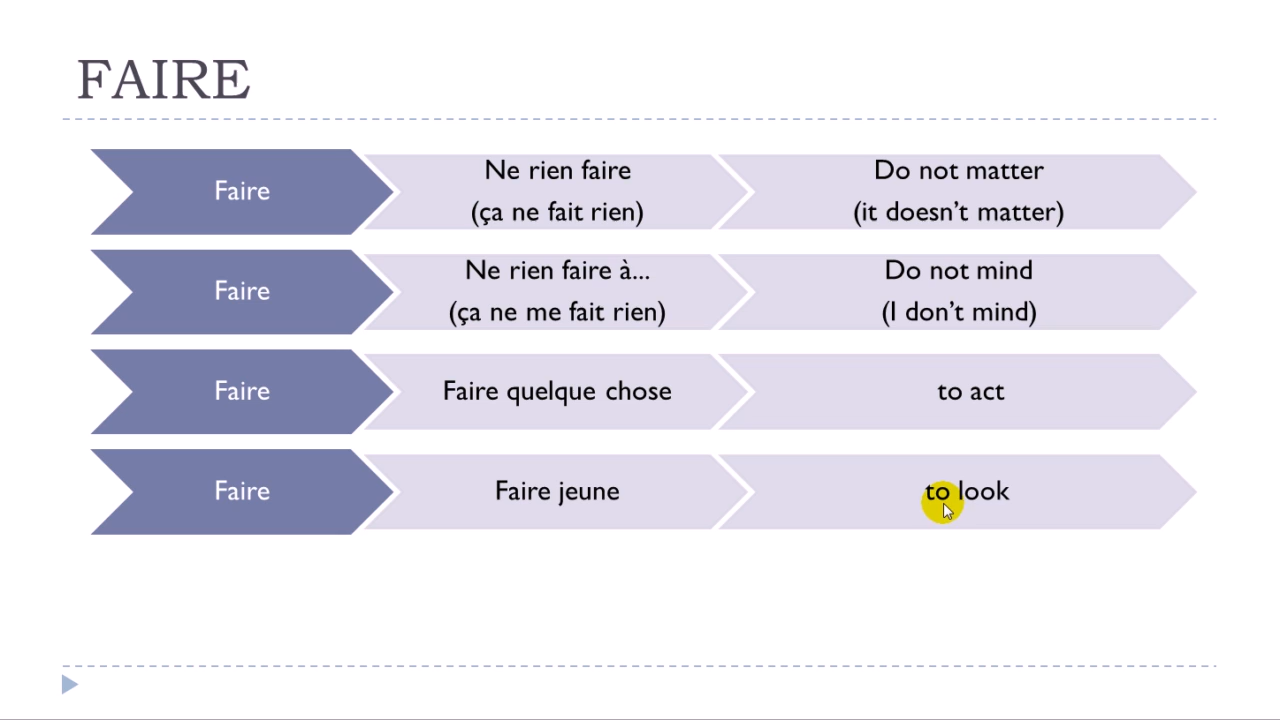 FAIRE
Faire
Ne rien faire
(ça ne fait rien)
Do not matter
(it doesn't matter)
Faire
Ne rien faire à...
(ça ne me fait rien)
Do not mind
(I don't mind)
Faire
Faire quelque chose
to act
Faire
Faire jeune
to look